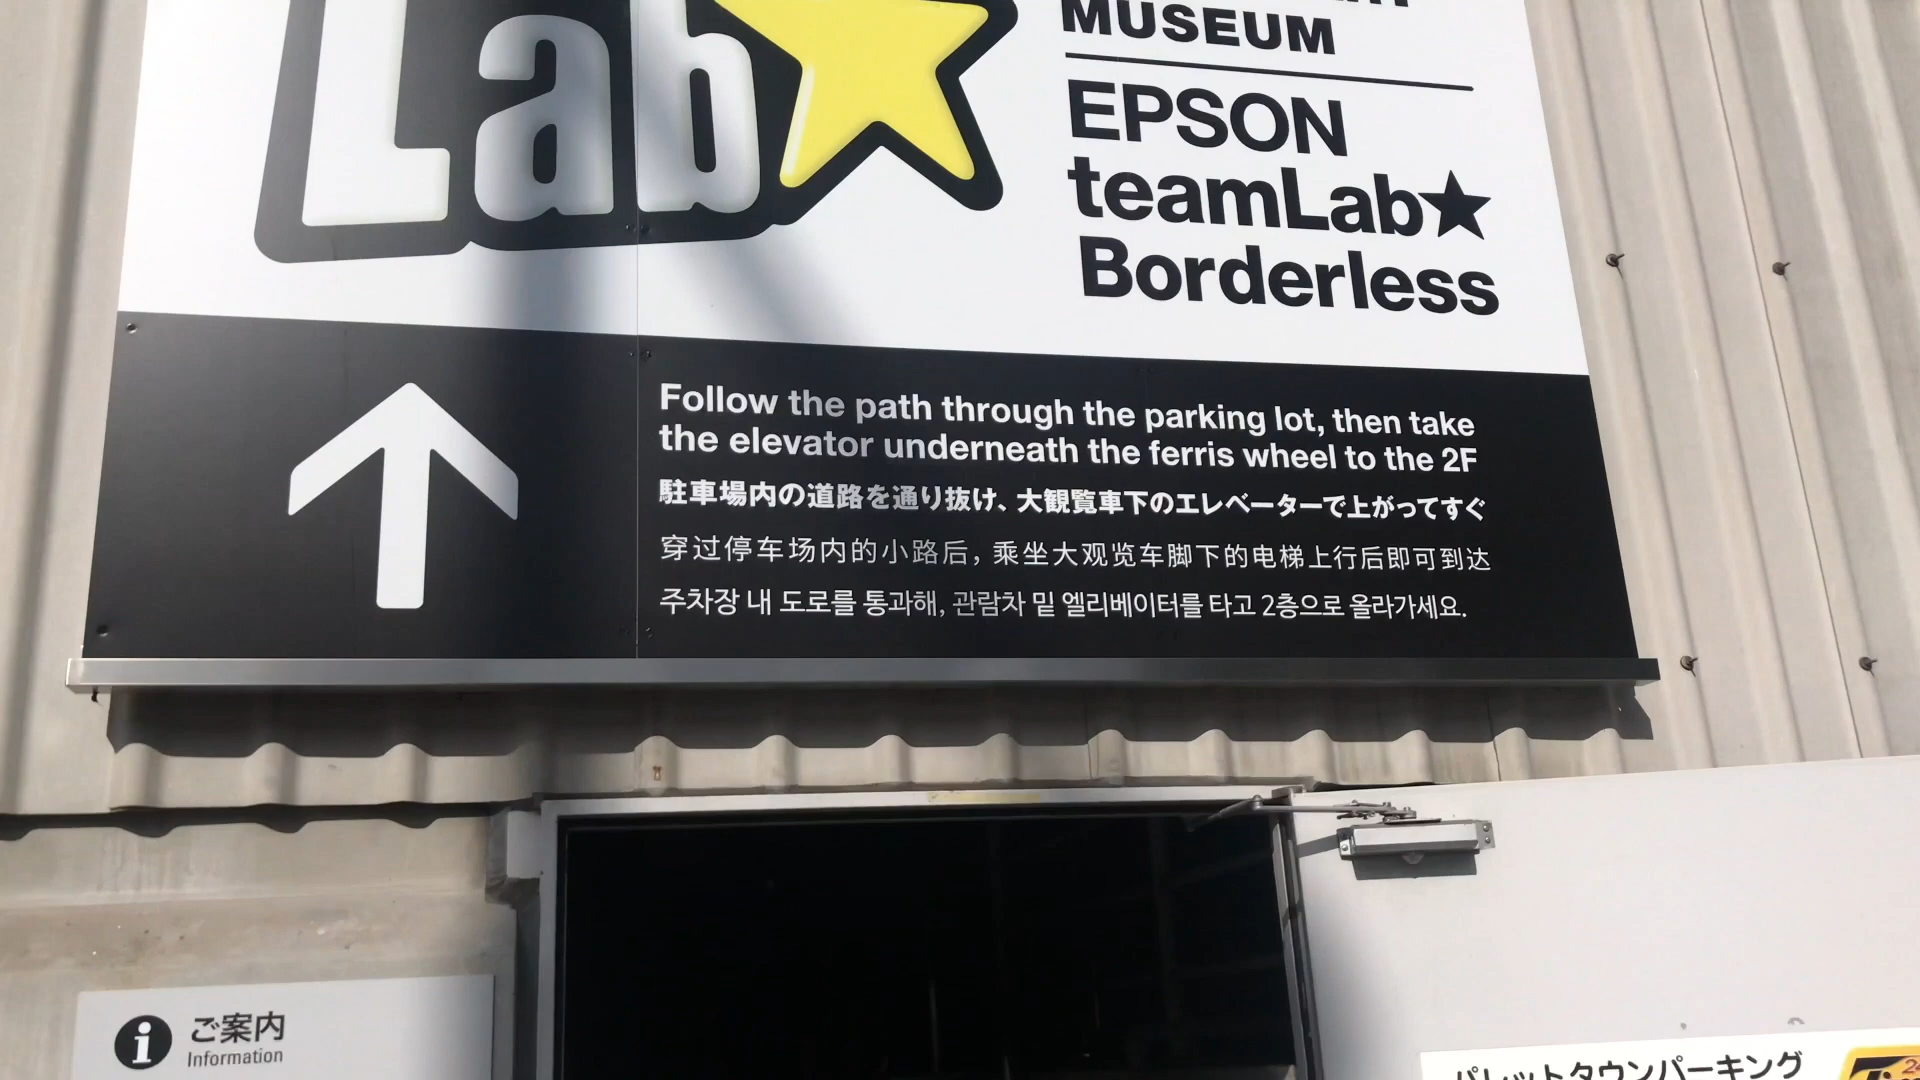 Lab
MUSEUM
EPSON
teamLab★
Borderless
Follow the path through the parking lot, then take
the elevator underneath the ferris wheel to the 2F
駐車場内の道路を通り抜け、大観覧車下のエレベーターで上がってすぐ
穿过停车场内的小路后，乘坐大观览车脚下的电梯上行后即可到达
주차장 내 도로를 통과해, 관람차 밑 엘리베이터를 타고 2층으로 올라가세요.
i ご案内
Information
パレットタウンパーキング